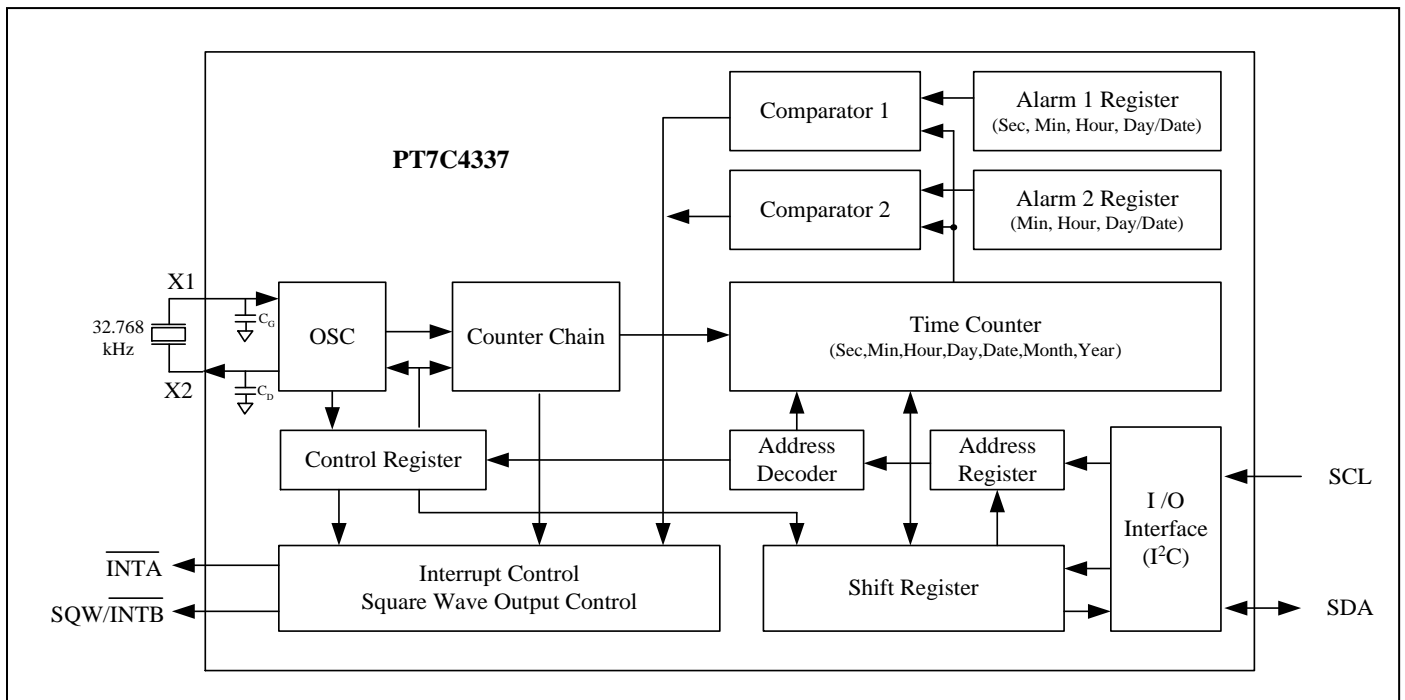 PT7C4337
Comparator 1
Alarm 1 Register
(Sec, Min, Hour, Day/Date)
Comparator 2
Alarm 2 Register
(Min, Hour, Day/Date)
X1
32.768
kHz
X2
CG
CD
OSC
Counter Chain
Time Counter
(Sec,Min,Hour,Day,Date,Month,Year)
Control Register
Address
Decoder
Address
Register
I /O
Interface
(I²C)
SCL
SDA
INTA
SQW/INTB
Interrupt Control
Square Wave Output Control
Shift Register